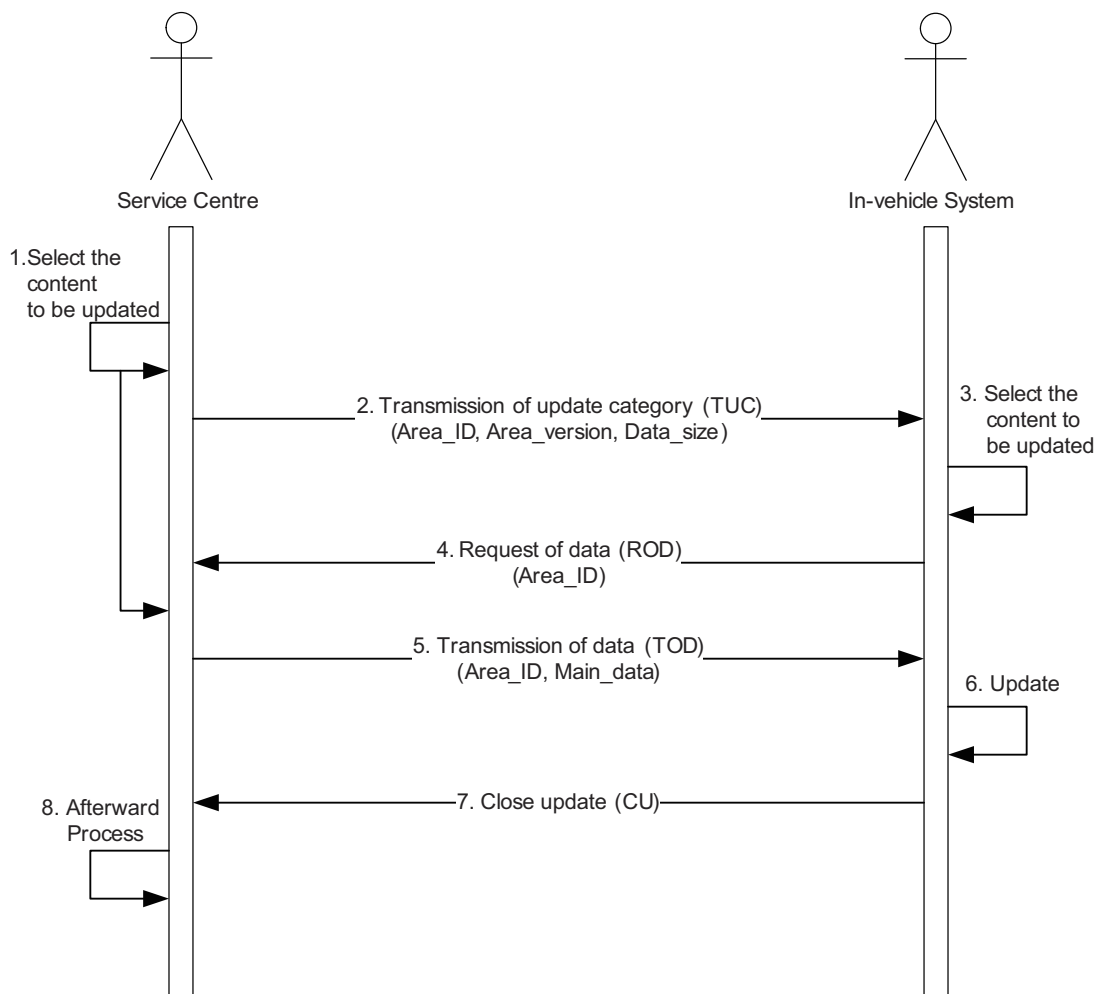 Service Centre
In-vehicle System
1.Select the
content
to be updated
2. Transmission of update category (TUC)
(Area_ID, Area_version, Data_size)
3. Select the
content to
be updated
4. Request of data (ROD)
(Area_ID)
5. Transmission of data (TOD)
(Area_ID, Main_data)
6. Update
7. Close update (CU)
8. Afterward
Process